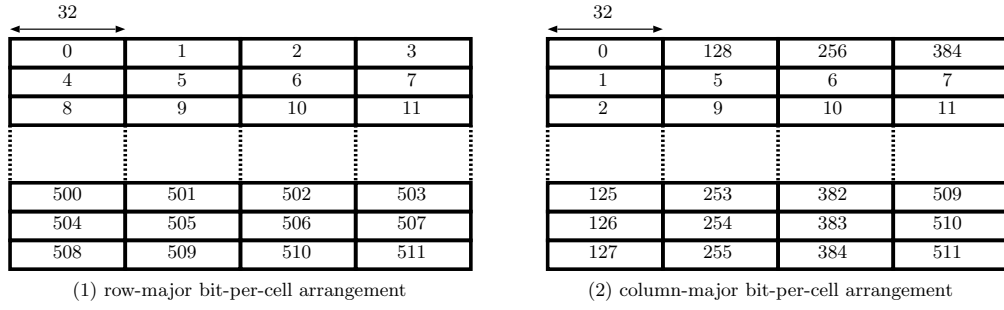 32 32
0 1 2 3 0 128 256 384
4 5 6 7 1 5 6 7
8 9 10 11 2 9 10 11
500 501 502 503 125 253 382 509
504 505 506 507 126 254 383 510
508 509 510 511 127 255 384 511
(1) row-major bit-per-cell arrangement (2) column-major bit-per-cell arrangement